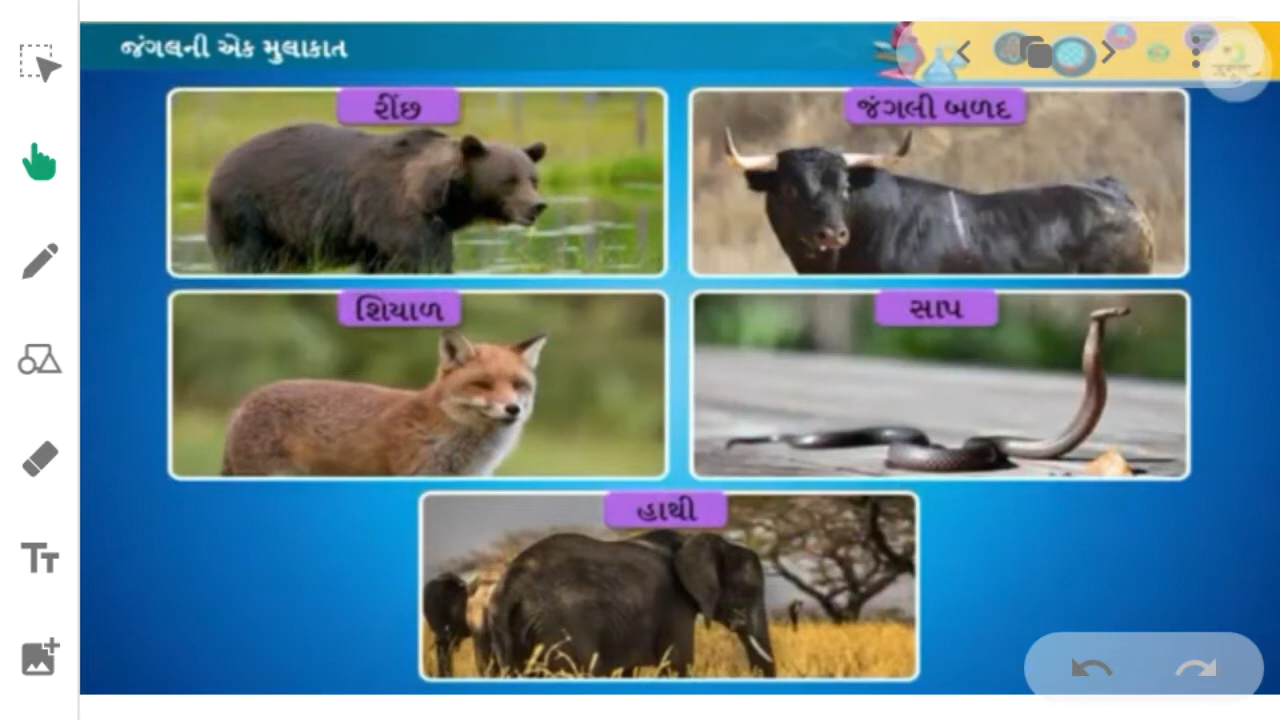 જંગલની એક મુલાકાત
રીંછ
જંગલી બળદ
શિયાળ
સાપ
હાથી